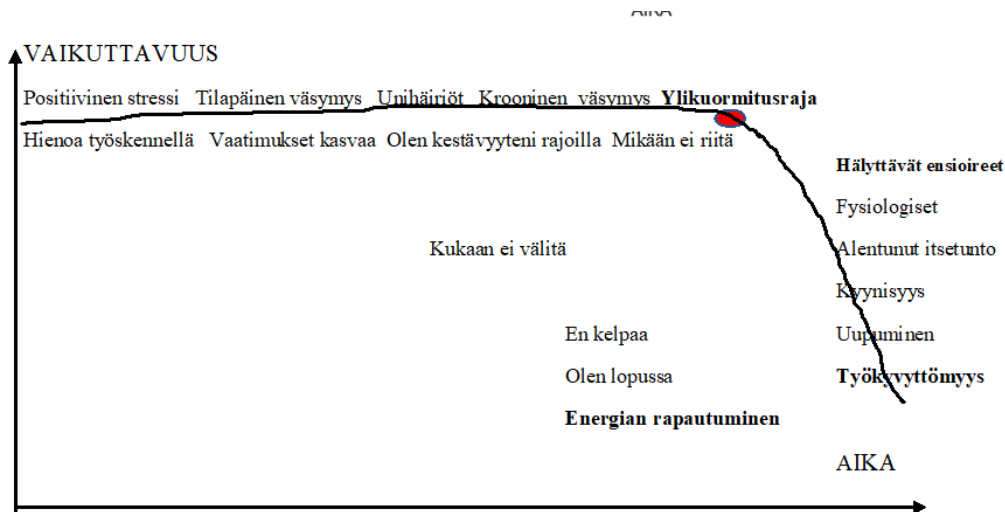 AIKA
VAIKUTTAVUUS
Positiivinen stressi Tilapäinen väsymys Unihäiriöt Krooninen väsymys Ylikuormitusraja
Hienoa työskennellä Vaatimukset kasvaa Olen kestävyyteni rajoilla Mikään ei riitä
Hälyttävät ensioireet
Fysiologiset
Kukaan ei välitä Alentunut itsetunto
Kyynisyys
En kelpaa Uupuminen
Olen lopussa Työkyvyttömyys
Energian rapautuminen
AIKA